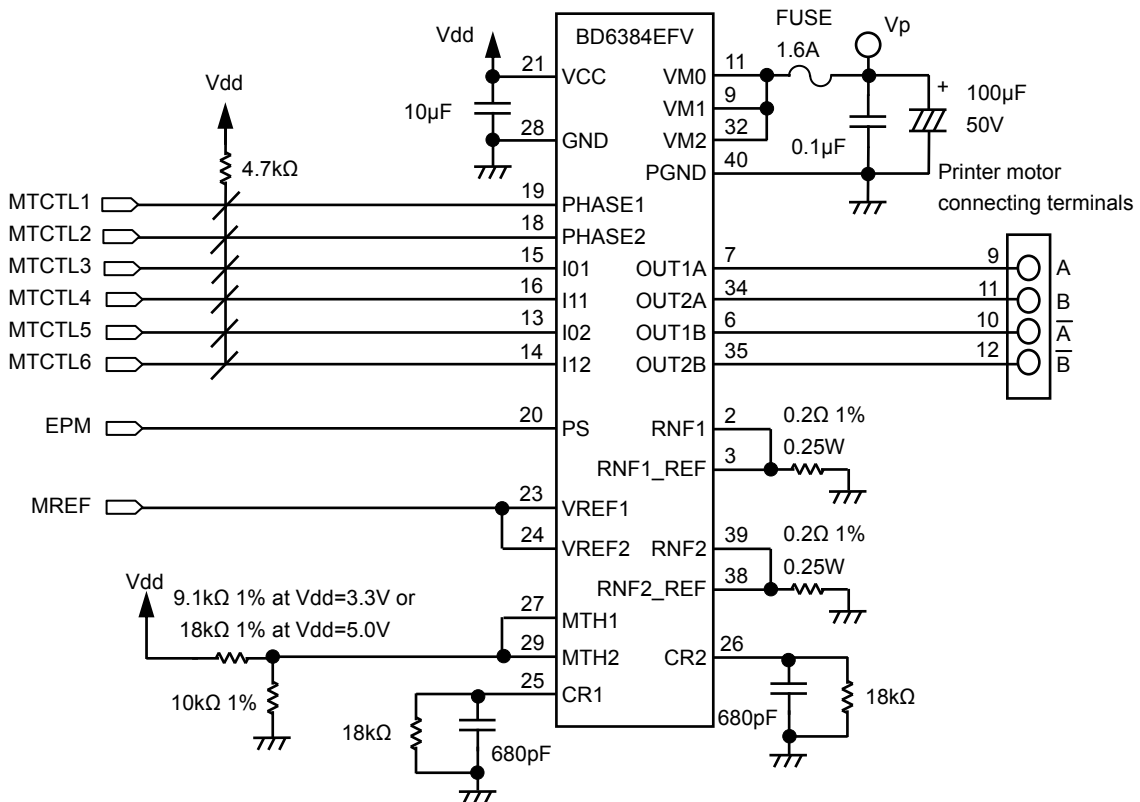 FUSE
Vp
Vdd
BD6384EFV
1.6A
21
VCC
VM0
11
+
100µF
50V
Vdd
10µF
VM1
9
28
GND
VM2
32
0.1µF
4.7kΩ
PGND
40
Printer motor
connecting terminals
MTCTL1
19
PHASE1
MTCTL2
18
PHASE2
MTCTL3
15
I01
OUT1A
7
9
A
MTCTL4
16
I11
OUT2A
34
11
B
MTCTL5
13
I02
OUT1B
6
10
A̅
MTCTL6
14
I12
OUT2B
35
12
B̅
EPM
20
PS
RNF1
2
0.2Ω 1%
0.25W
RNF1_REF
3
MREF
23
VREF1
24
VREF2
RNF2
39
0.2Ω 1%
0.25W
RNF2_REF
38
Vdd
9.1kΩ 1% at Vdd=3.3V or
18kΩ 1% at Vdd=5.0V
27
MTH1
29
MTH2
CR2
26
10kΩ 1%
25
CR1
18kΩ
680pF
680pF
18kΩ